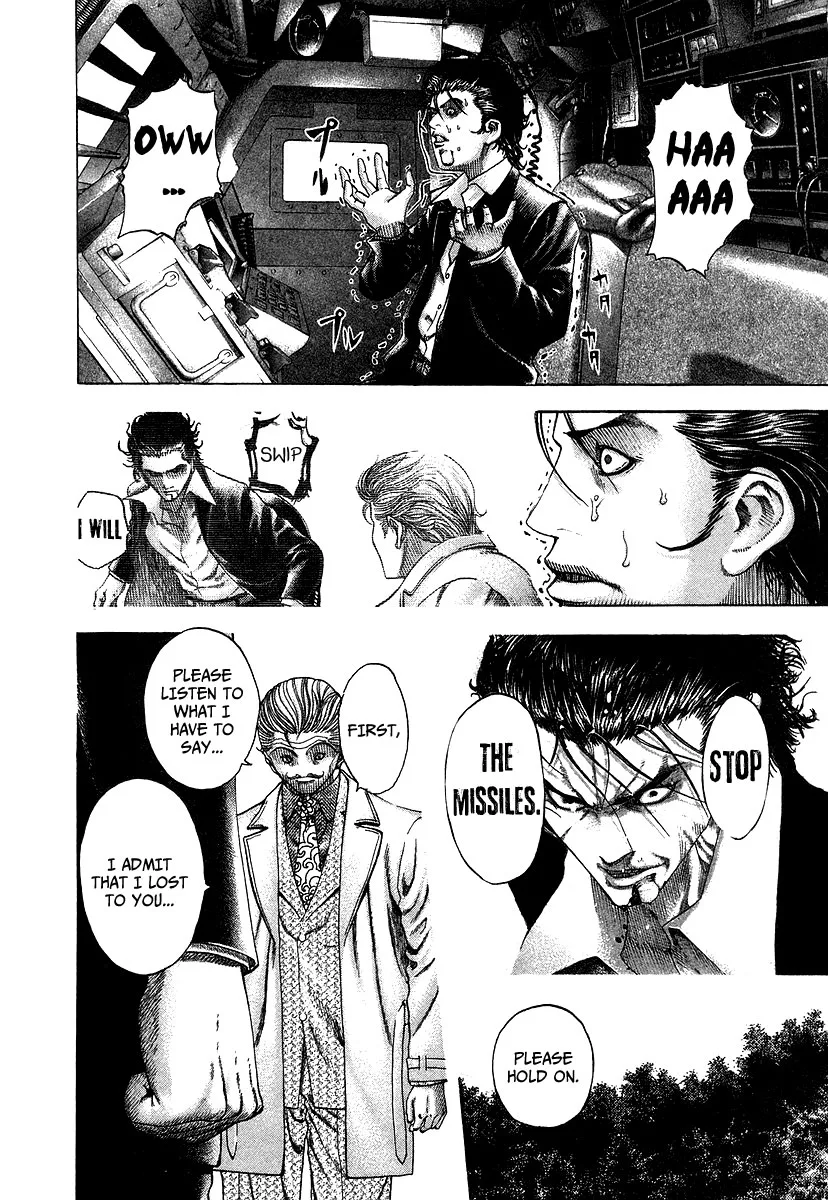 HAA
AAA
OWW
...
プ
ル
プ
ル
カ
タ
カ
タ
SWIP
I WILL
STOP
THE
MISSILES.
FIRST,
PLEASE
LISTEN TO
WHAT I
HAVE TO
SAY...
I ADMIT
THAT I LOST
TO YOU...
PLEASE
HOLD ON.